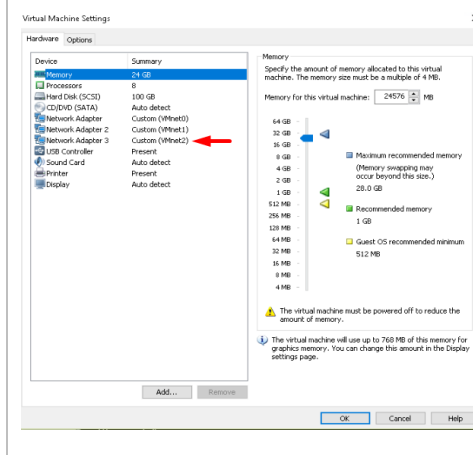 Virtual Machine Settings
Hardware Options
Device Summary
Memory 24 GB
Processors 8
Hard Disk (SCSI) 100 GB
CD/DVD (SATA) Auto detect
Network Adapter Custom (VMnet0)
Network Adapter 2 Custom (VMnet1)
Network Adapter 3 Custom (VMnet2)
USB Controller Present
Sound Card Auto detect
Printer Present
Display Auto detect
Add... Remove
Memory
Specify the amount of memory allocated to this virtual
machine. The memory size must be a multiple of 4 MB.
Memory for this virtual machine: 24576 MB
64 GB
32 GB
16 GB
8 GB
4 GB
2 GB
1 GB
512 MB
256 MB
128 MB
64 MB
32 MB
16 MB
8 MB
4 MB
Maximum recommended memory
(Memory swapping may
occur beyond this size.)
28.0 GB
Recommended memory
1 GB
Guest OS recommended minimum
512 MB
The virtual machine must be powered off to reduce the
amount of memory.
The virtual machine will use up to 768 MB of this memory for
graphics memory. You can change this amount in the Display
settings page.
OK Cancel Help